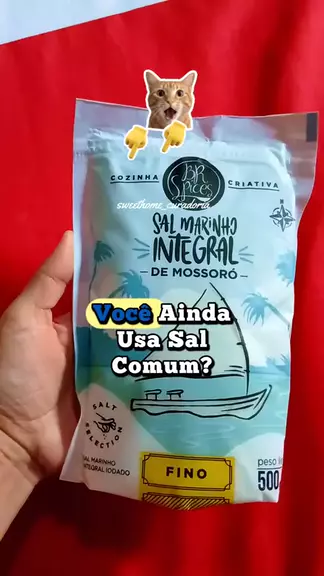 BR
Spices
COZINHA CRIATIVA
sweethome_curadoria
SAL MARINHO
INTEGRAL
DE MOSSORÓ
Você Ainda
Usa Sal
Comum?
SALT
SELECTION
SAL MARINHO
INTEGRAL IODADO
FINO
peso
500